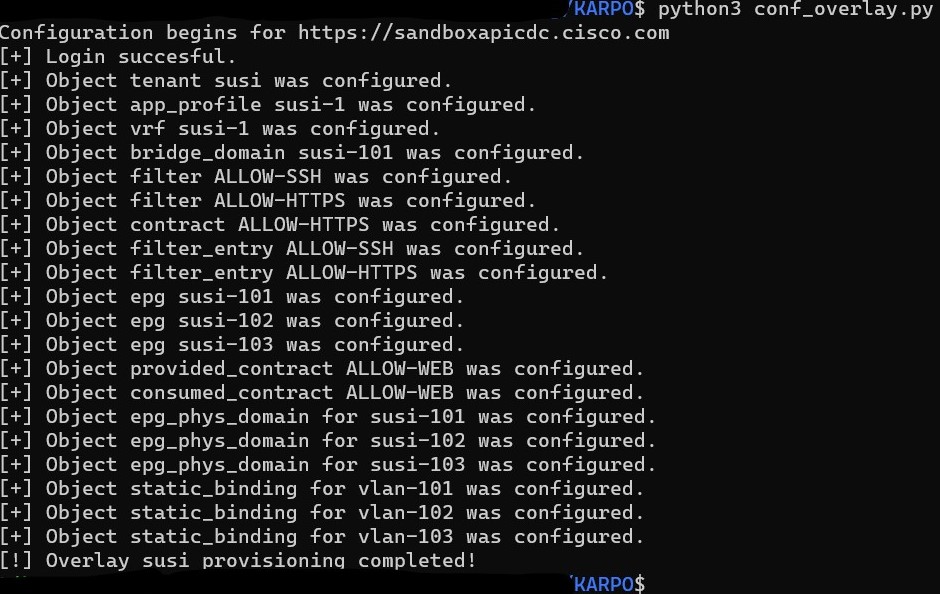 /KARPO$ python3 conf_overlay.py
Configuration begins for https://sandboxapicdc.cisco.com
[+] Login succesful.
[+] Object tenant susi was configured.
[+] Object app_profile susi-1 was configured.
[+] Object vrf susi-1 was configured.
[+] Object bridge_domain susi-101 was configured.
[+] Object filter ALLOW-SSH was configured.
[+] Object filter ALLOW-HTTPS was configured.
[+] Object contract ALLOW-HTTPS was configured.
[+] Object filter_entry ALLOW-SSH was configured.
[+] Object filter_entry ALLOW-HTTPS was configured.
[+] Object epg susi-101 was configured.
[+] Object epg susi-102 was configured.
[+] Object epg susi-103 was configured.
[+] Object provided_contract ALLOW-WEB was configured.
[+] Object consumed_contract ALLOW-WEB was configured.
[+] Object epg_phys_domain for susi-101 was configured.
[+] Object epg_phys_domain for susi-102 was configured.
[+] Object epg_phys_domain for susi-103 was configured.
[+] Object static_binding for vlan-101 was configured.
[+] Object static_binding for vlan-102 was configured.
[+] Object static_binding for vlan-103 was configured.
[!] Overlay susi provisioning completed!
/KARPO$